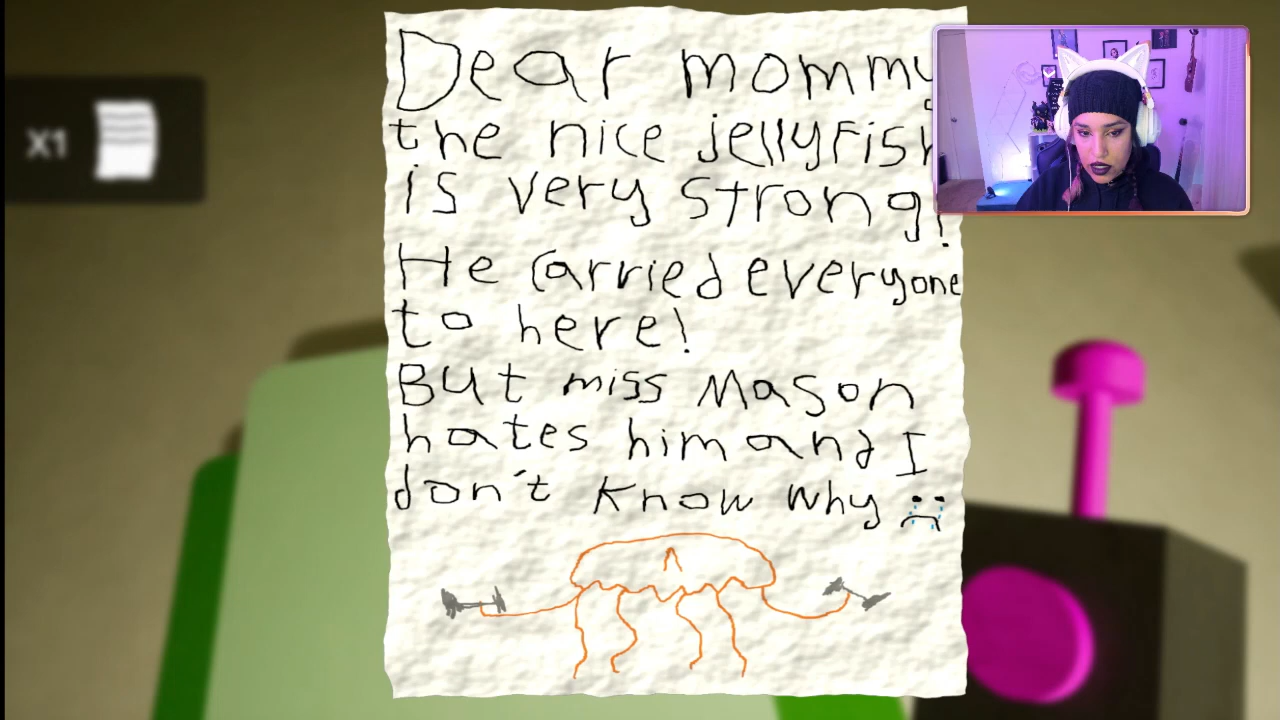 X1
Dear mommy
the nice jellyfish
is very strong!
He carried everyone
to here!
But miss Mason
hates him and I
don't know why